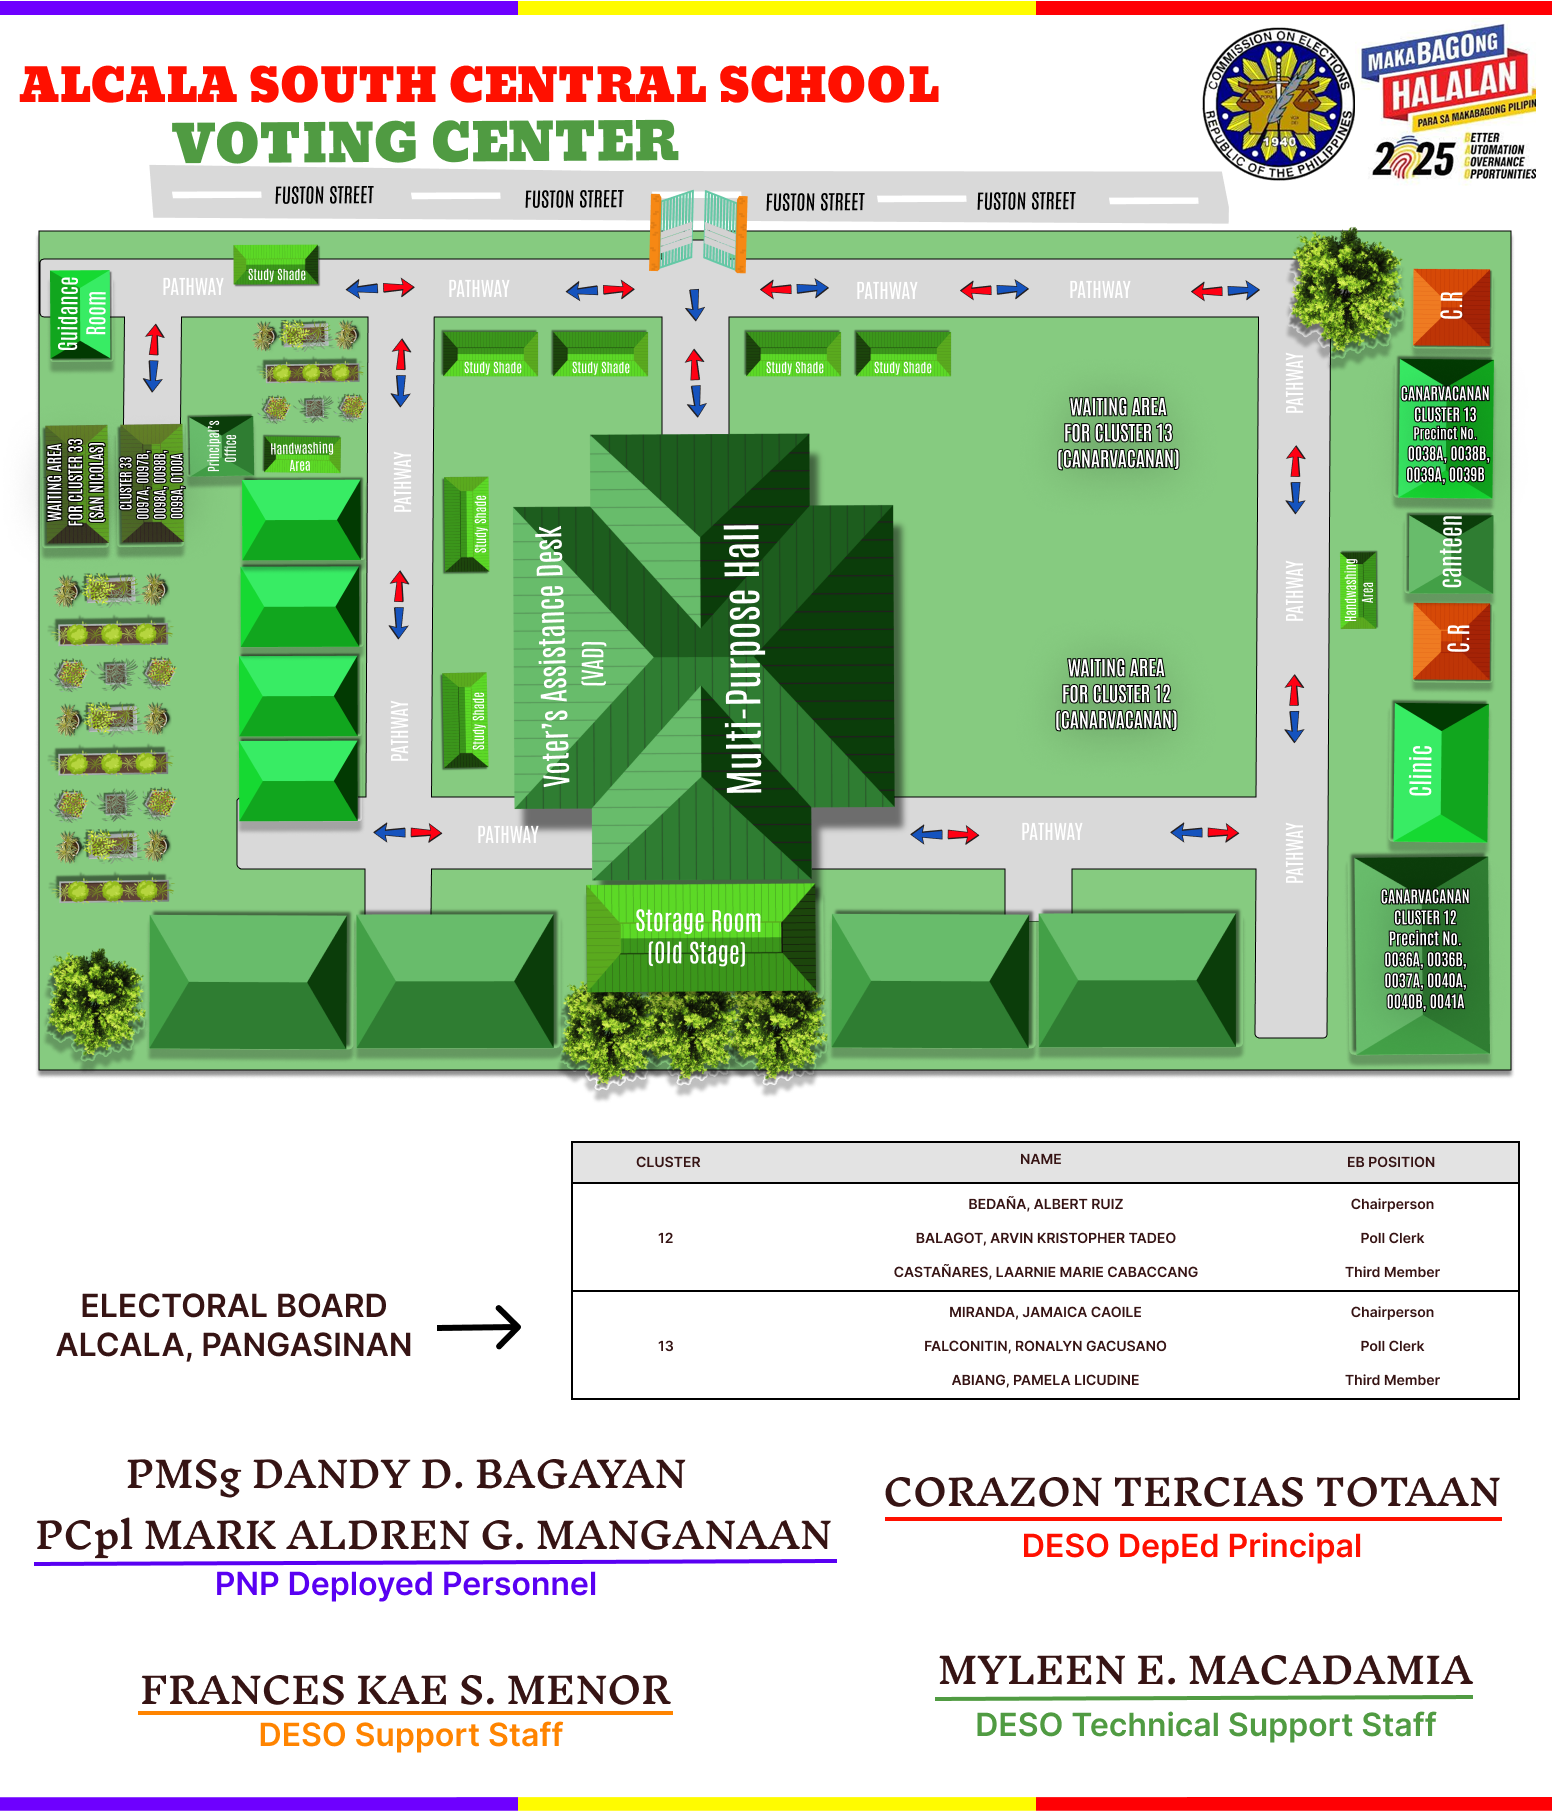 ALCALA SOUTH CENTRAL SCHOOL
VOTING CENTER
COMMISSION ON ELECTIONS
REPUBLIC OF THE PHILIPPINES
1940
MAKABAGONG
HALALAN
PARA SA MAKABAGONG PILIPIN
2025
BETTER
AUTOMATION
GOVERNANCE
OPPORTUNITIES
FUSTON STREET
FUSTON STREET
FUSTON STREET
FUSTON STREET
Guidance
Room
PATHWAY
Study Shade
PATHWAY
PATHWAY
PATHWAY
C.R
Study Shade
Study Shade
Study Shade
Study Shade
PATHWAY
WAITING AREA
FOR CLUSTER 33
(SAN NICOLAS)
CLUSTER 33
0097A, 0097B,
0098A, 0098B,
0099A, 0100A
Principal's
Office
Handwashing
Area
PATHWAY
Study Shade
WAITING AREA
FOR CLUSTER 13
(CANARVACANAN)
CANARVACANAN
CLUSTER 13
Precinct No.
0038A, 0038B,
0039A, 0039B
Voter's Assistance Desk
(VAD)
Multi-Purpose Hall
PATHWAY
Handwashing
Area
canteen
C.R
PATHWAY
Study Shade
WAITING AREA
FOR CLUSTER 12
(CANARVACANAN)
Clinic
PATHWAY
PATHWAY
PATHWAY
Storage Room
(Old Stage)
CANARVACANAN
CLUSTER 12
Precinct No.
0036A, 0036B,
0037A, 0040A,
0040B, 0041A
CLUSTER NAME EB POSITION
BEDAÑA, ALBERT RUIZ Chairperson
12 BALAGOT, ARVIN KRISTOPHER TADEO Poll Clerk
CASTAÑARES, LAARNIE MARIE CABACCANG Third Member
MIRANDA, JAMAICA CAOILE Chairperson
13 FALCONITIN, RONALYN GACUSANO Poll Clerk
ABIANG, PAMELA LICUDINE Third Member
ELECTORAL BOARD
ALCALA, PANGASINAN
PMSg DANDY D. BAGAYAN
PCpl MARK ALDREN G. MANGANAAN
PNP Deployed Personnel
CORAZON TERCIAS TOTAAN
DESO DepEd Principal
FRANCES KAE S. MENOR
DESO Support Staff
MYLEEN E. MACADAMIA
DESO Technical Support Staff